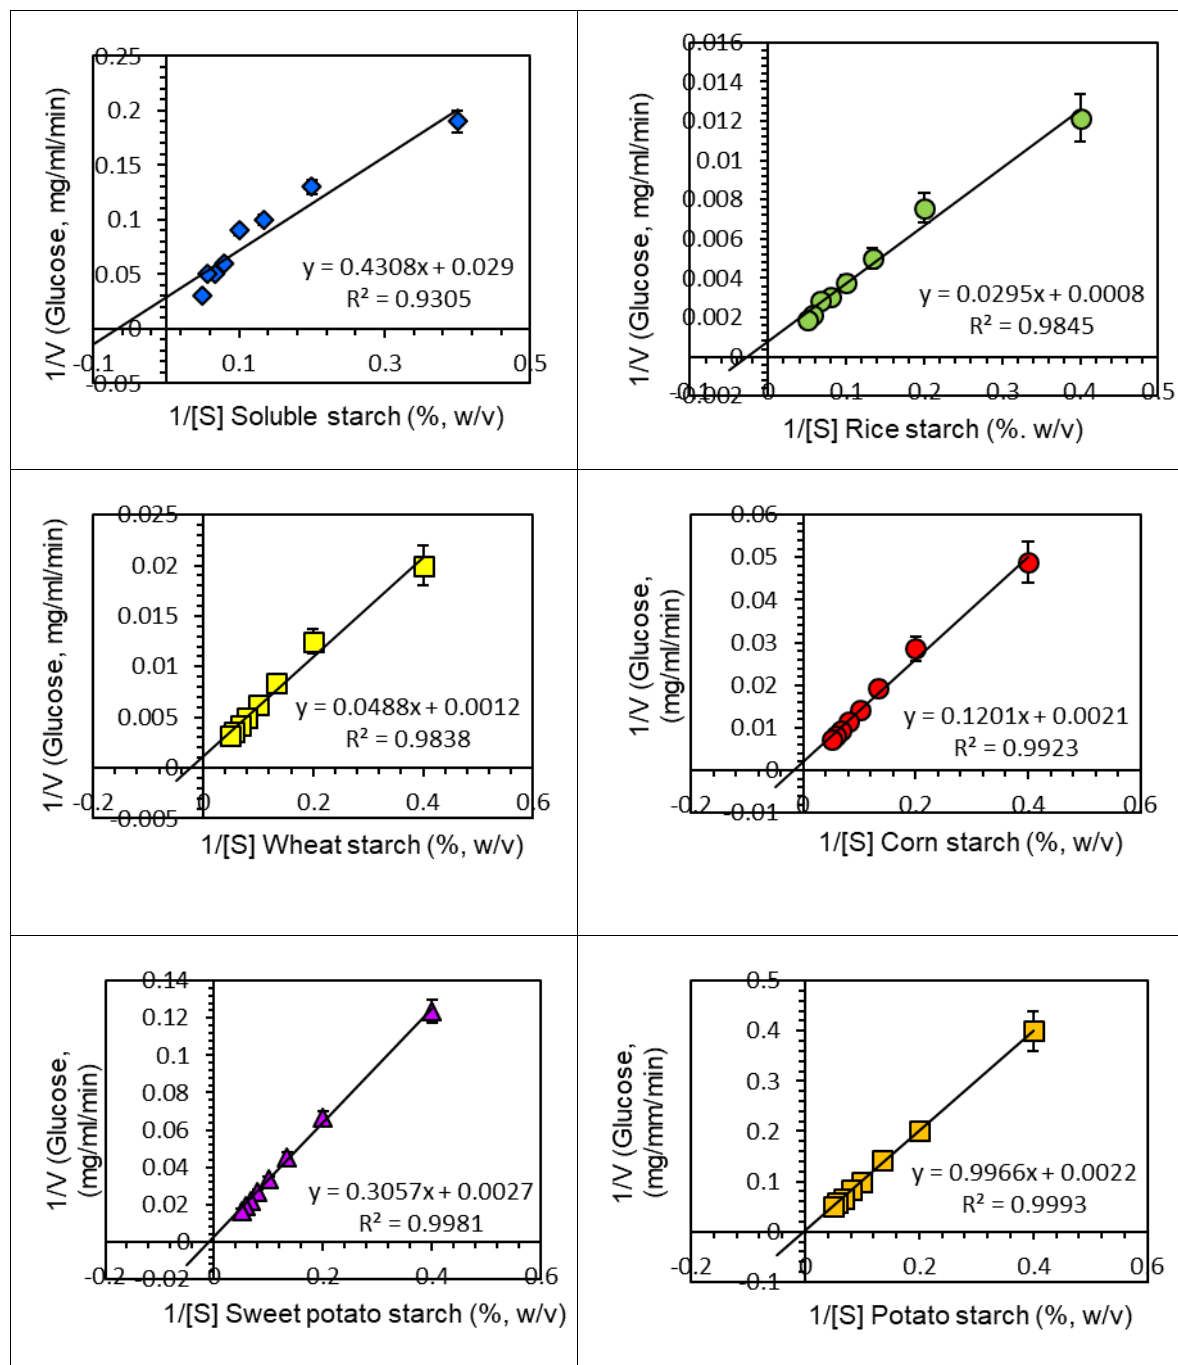 1/V (Glucose, mg/ml/min)
0.25
0.2
0.15
0.1
0.05
0
-0.05
-0.1
0.1
0.3
0.5
y = 0.4308x + 0.029
R² = 0.9305
1/[S] Soluble starch (%, w/v)
1/V (Glucose, mg/ml/min)
0.016
0.014
0.012
0.01
0.008
0.006
0.004
0.002
0
-0.002
-0.1
0
0.1
0.2
0.3
0.4
0.5
y = 0.0295x + 0.0008
R² = 0.9845
1/[S] Rice starch (%. w/v)
1/V (Glucose, mg/ml/min)
0.025
0.02
0.015
0.01
0.005
0
-0.005
-0.2
0
0.2
0.4
0.6
y = 0.0488x + 0.0012
R² = 0.9838
1/[S] Wheat starch (%, w/v)
1/V (Glucose,
(mg/ml/min)
0.06
0.05
0.04
0.03
0.02
0.01
0
-0.01
-0.2
0
0.2
0.4
0.6
y = 0.1201x + 0.0021
R² = 0.9923
1/[S] Corn starch (%, w/v)
1/V (Glucose,
(mg/ml/min)
0.14
0.12
0.1
0.08
0.06
0.04
0.02
0
-0.02
-0.2
0
0.2
0.4
0.6
y = 0.3057x + 0.0027
R² = 0.9981
1/[S] Sweet potato starch (%, w/v)
1/V (Glucose,
(mg/mm/min)
0.5
0.4
0.3
0.2
0.1
0
-0.1
-0.2
0
0.2
0.4
0.6
y = 0.9966x + 0.0022
R² = 0.9993
1/[S] Potato starch (%, w/v)